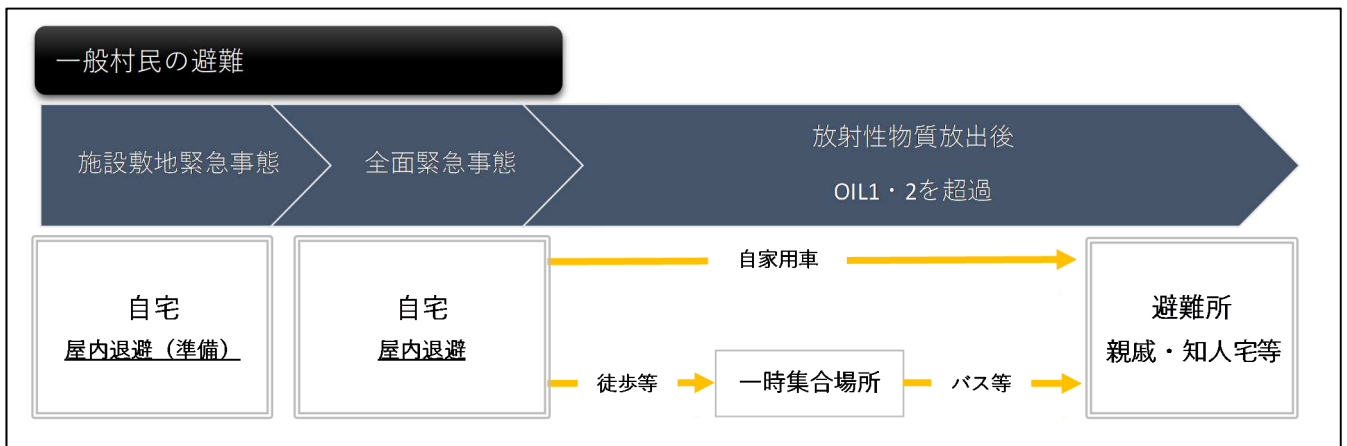 一般村民の避難
施設敷地緊急事態
全面緊急事態
放射性物質放出後
OIL1・2を超過
自宅
屋内退避（準備）
自宅
屋内退避
自家用車
徒歩等
一時集合場所
バス等
避難所
親戚・知人宅等